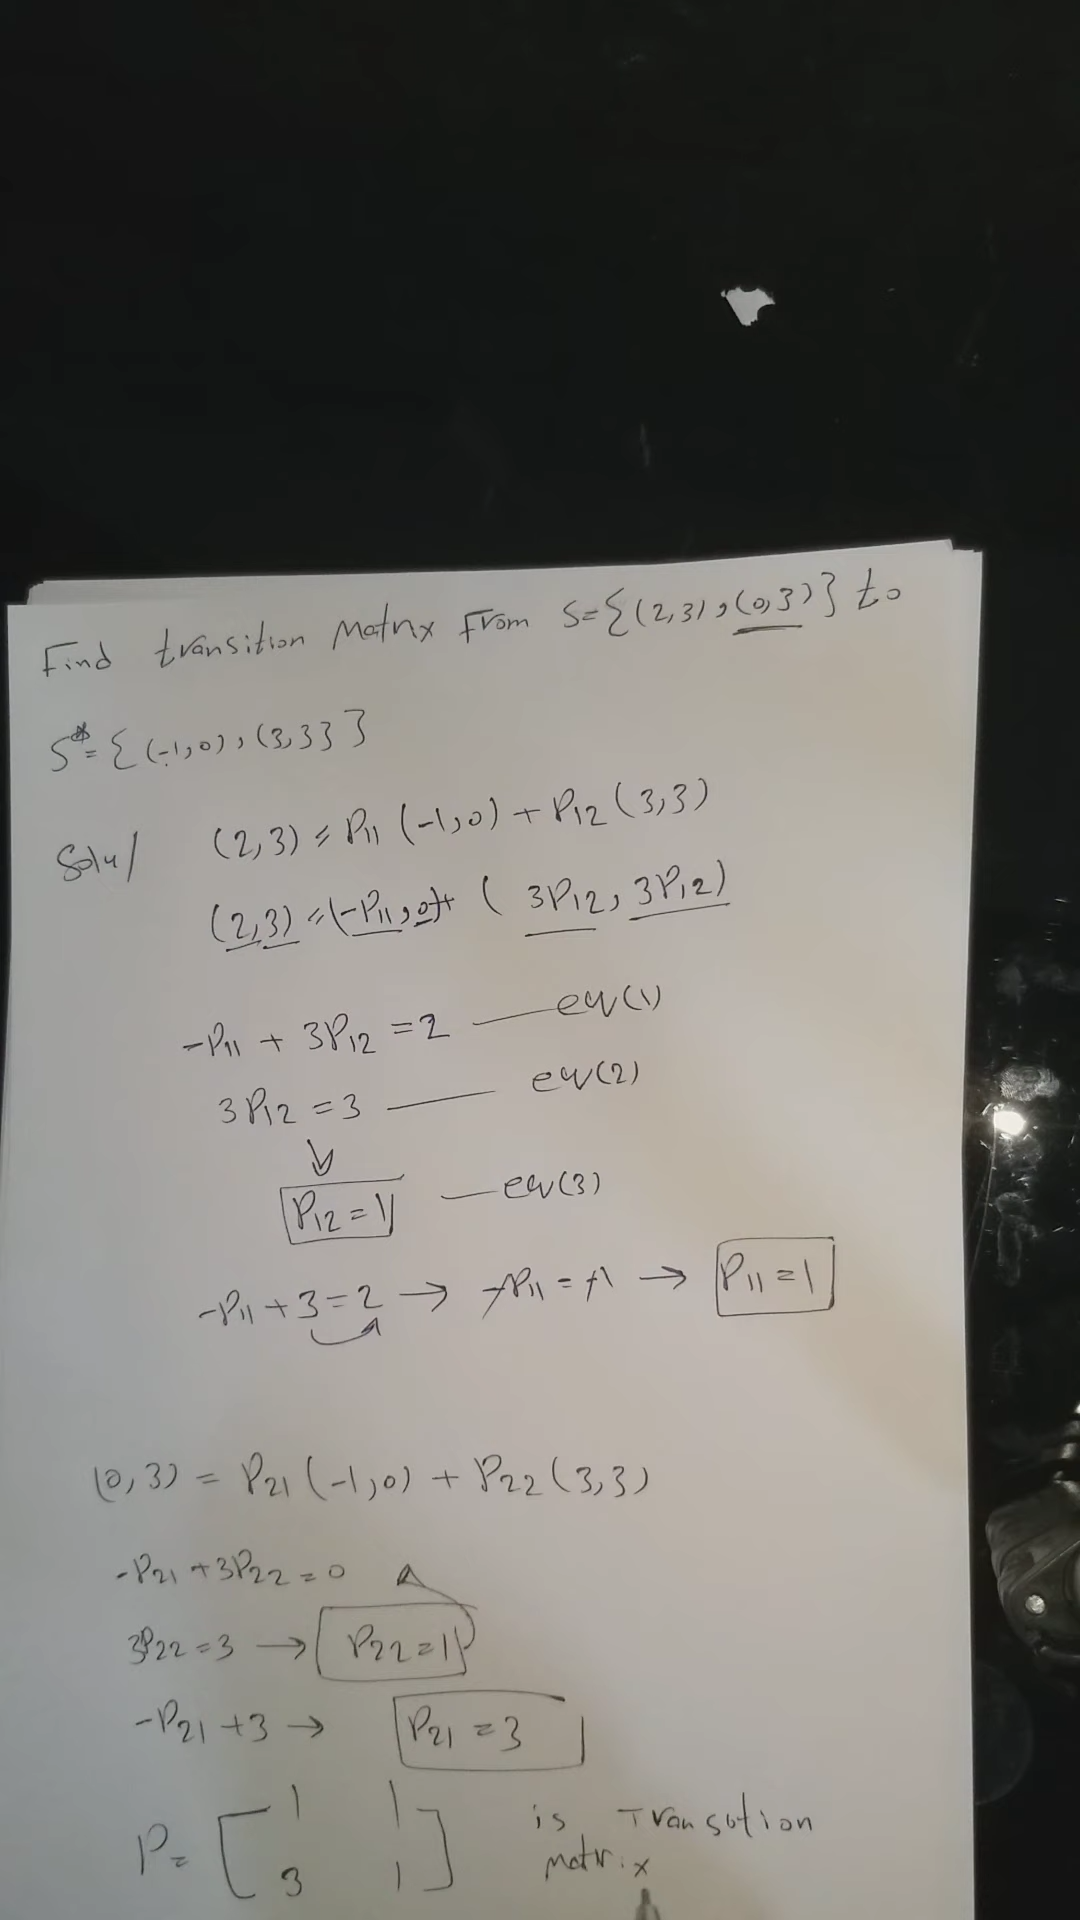 Find transition Matrix From S={(2,3),(0,3)} to
S*={(-1,0),(3,3}}
Solu/ (2,3) = P11 (-1,0) + P12 (3,3)
(2,3) = (-P11,0)+ ( 3P12, 3P12)
-P11 + 3P12 = 2 — eq(1)
3P12 = 3 — eq(2)
↓
P12 = 1 — eq(3)
-P11 + 3 = 2 → -P11 = -1 → P11 = 1
(0,3) = P21 (-1,0) + P22 (3,3)
-P21 + 3P22 = 0
3P22 = 3 → P22 = 1
-P21 + 3 → P21 = 3
P = [ 1 1
3 1 ] is Transution
matrix